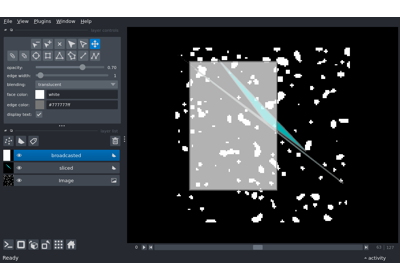 File View Plugins Window Help
opacity: 0.70
edge width: 1
blending: translucent
face color: white
edge color: #777777ff
display text:
broadcasted
sliced
Image
Ready
activity